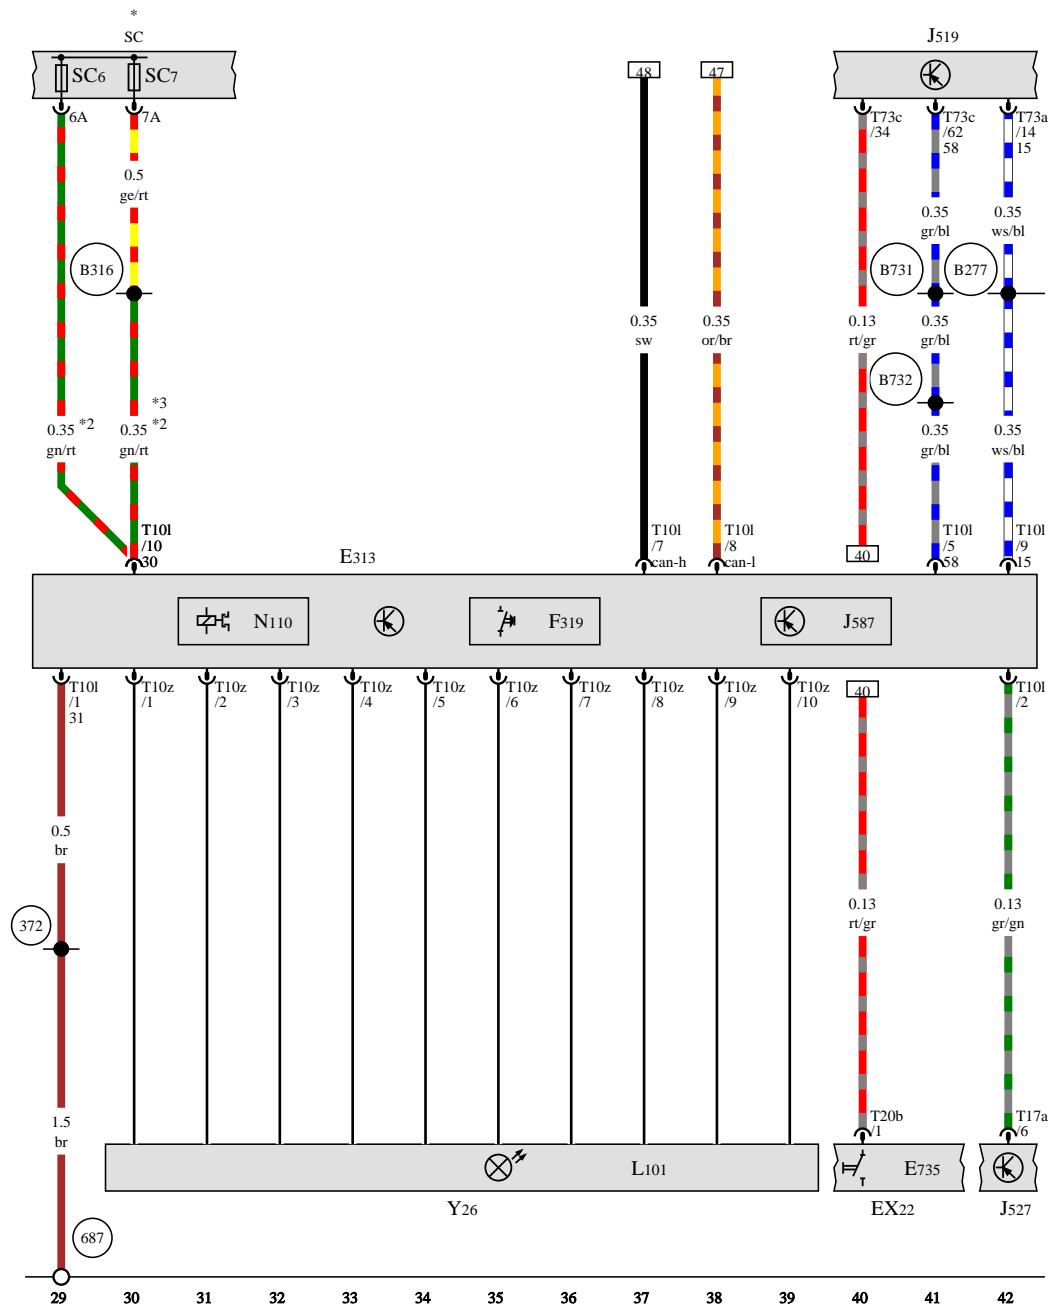 *
SC
J519
SC6
SC7
48
47
6A
7A
T73c
/34
T73c
/62
58
T73a
/14
15
0.5
ge/rt
0.35
gr/bl
0.35
ws/bl
B316
B731
B277
0.35
sw
0.35
or/br
0.13
rt/gr
0.35
gr/bl
B732
*3
0.35
*2
gn/rt
0.35
*2
gn/rt
0.35
gr/bl
0.35
ws/bl
T10l
/10
30
E313
T10l
/7
can-h
T10l
/8
can-l
40
T10l
/5
58
T10l
/9
15
N110
F319
J587
T10l
/1
31
T10z
/1
T10z
/2
T10z
/3
T10z
/4
T10z
/5
T10z
/6
T10z
/7
T10z
/8
T10z
/9
T10z
/10
40
T10l
/2
0.5
br
0.13
rt/gr
0.13
gr/gn
372
1.5
br
T20b
/1
T17a
/6
L101
E735
Y26
EX22
J527
687
29 30 31 32 33 34 35 36 37 38 39 40 41 42